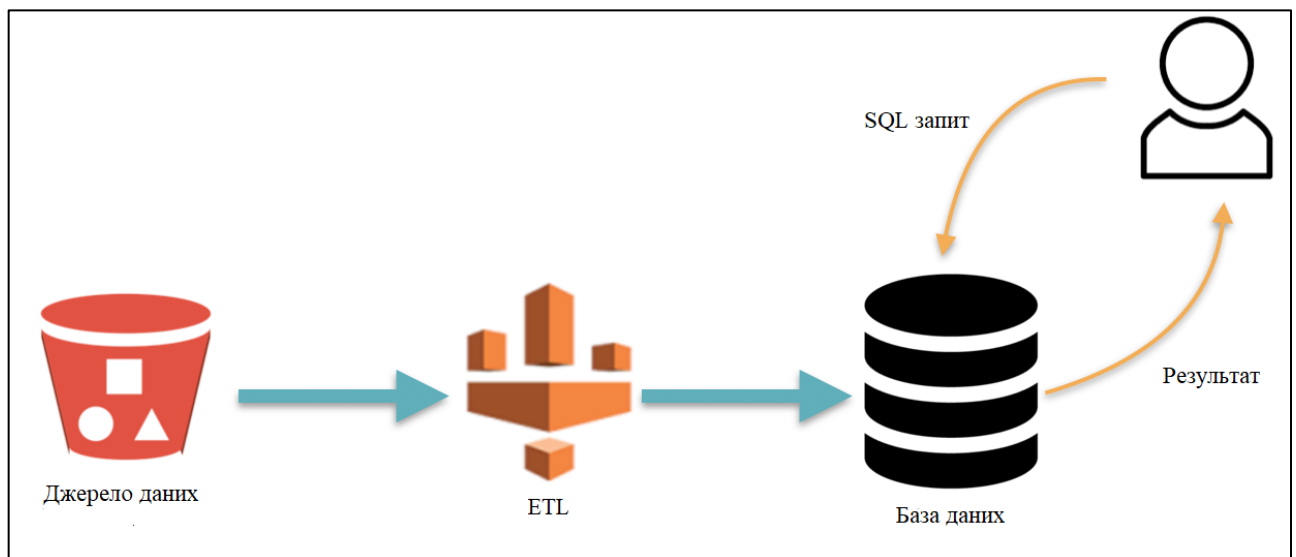 SQL запит
Результат
Джерело даних
ETL
База даних